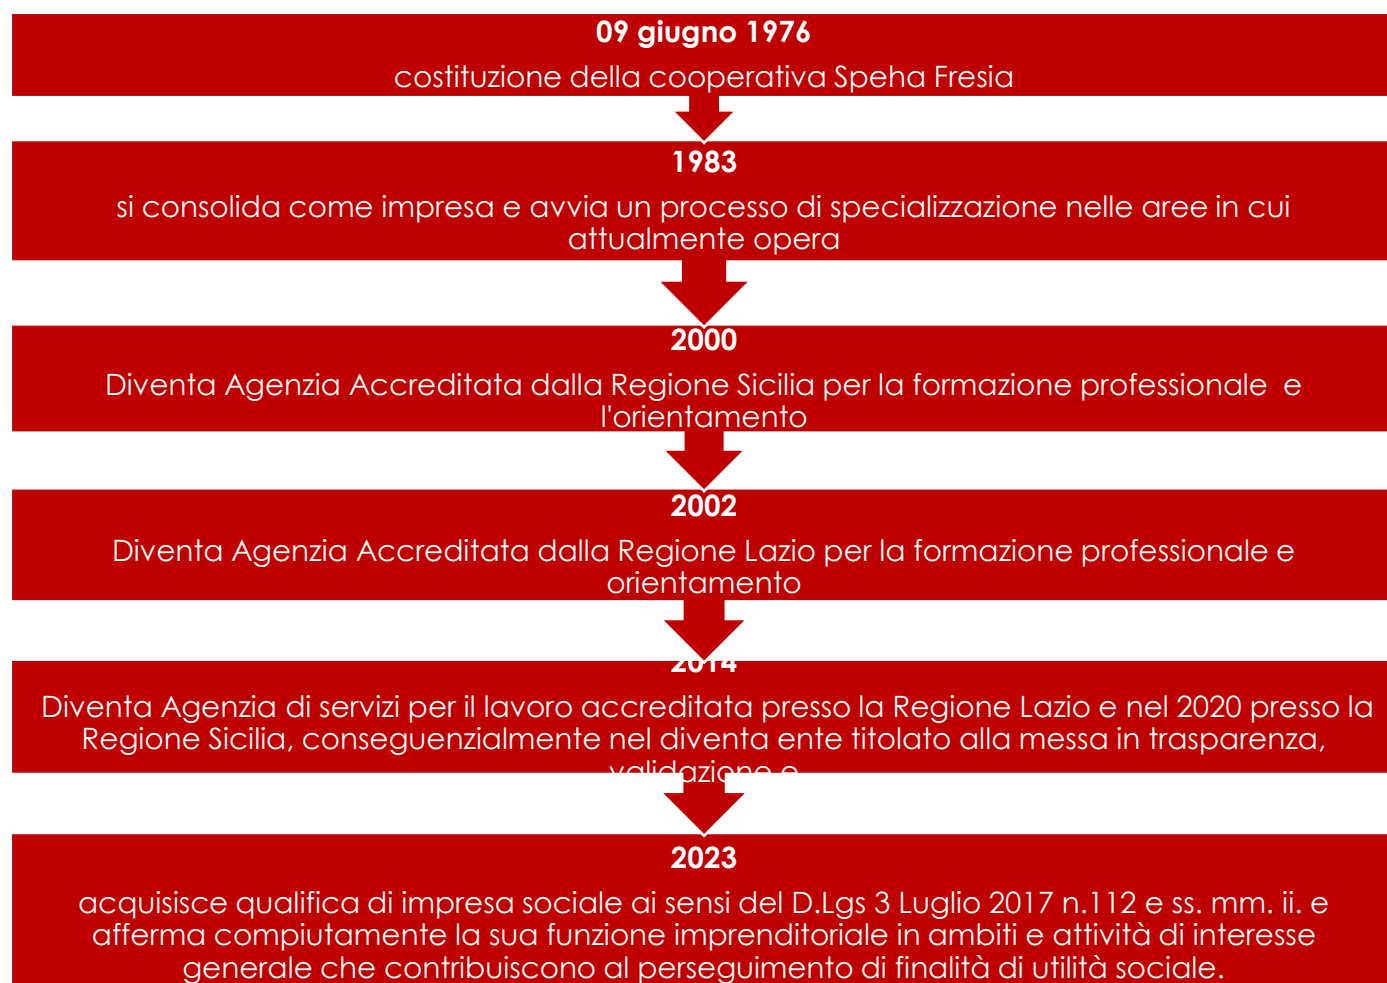 09 giugno 1976
costituzione della cooperativa Speha Fresia
1983
si consolida come impresa e avvia un processo di specializzazione nelle aree in cui
attualmente opera
2000
Diventa Agenzia Accreditata dalla Regione Sicilia per la formazione professionale  e
l'orientamento
2002
Diventa Agenzia Accreditata dalla Regione Lazio per la formazione professionale e
orientamento
2014
Diventa Agenzia di servizi per il lavoro accreditata presso la Regione Lazio e nel 2020 presso la
Regione Sicilia, conseguenzialmente nel diventa ente titolato alla messa in trasparenza,
validazione e
2023
acquisisce qualifica di impresa sociale ai sensi del D.Lgs 3 Luglio 2017 n.112 e ss. mm. ii. e
afferma compiutamente la sua funzione imprenditoriale in ambiti e attività di interesse
generale che contribuiscono al perseguimento di finalità di utilità sociale.